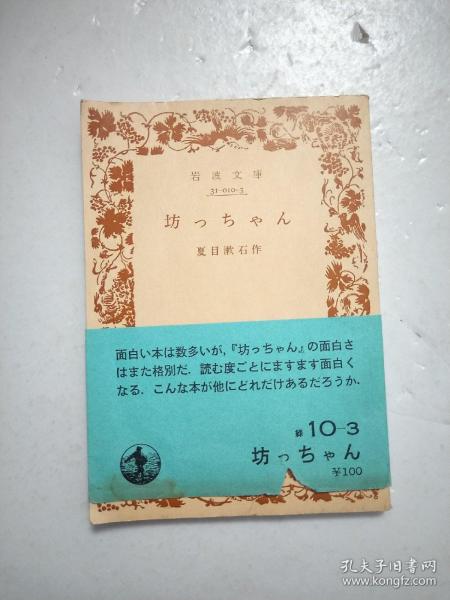 岩波文庫
31-010-3
坊っちゃん
夏目漱石作
面白い本は数多いが,『坊っちゃん』の面白さ
はまた格別だ. 読む度ごとにますます面白く
なる. こんな本が他にどれだけあるだろうか.
緑 10-3
坊っちゃん
¥100
孔夫子旧书网
www.kongfz.com